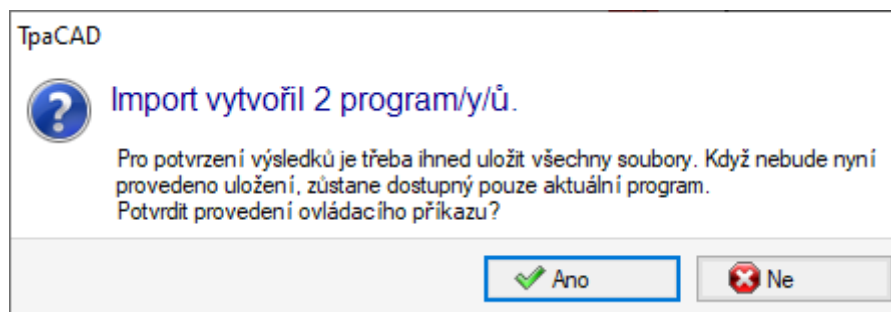 TpaCAD
Import vytvořil 2 program/y/ů.
Pro potvrzení výsledků je třeba ihned uložit všechny soubory. Když nebude nyní
provedeno uložení, zůstane dostupný pouze aktuální program.
Potvrdit provedení ovládacího příkazu?
Ano
Ne